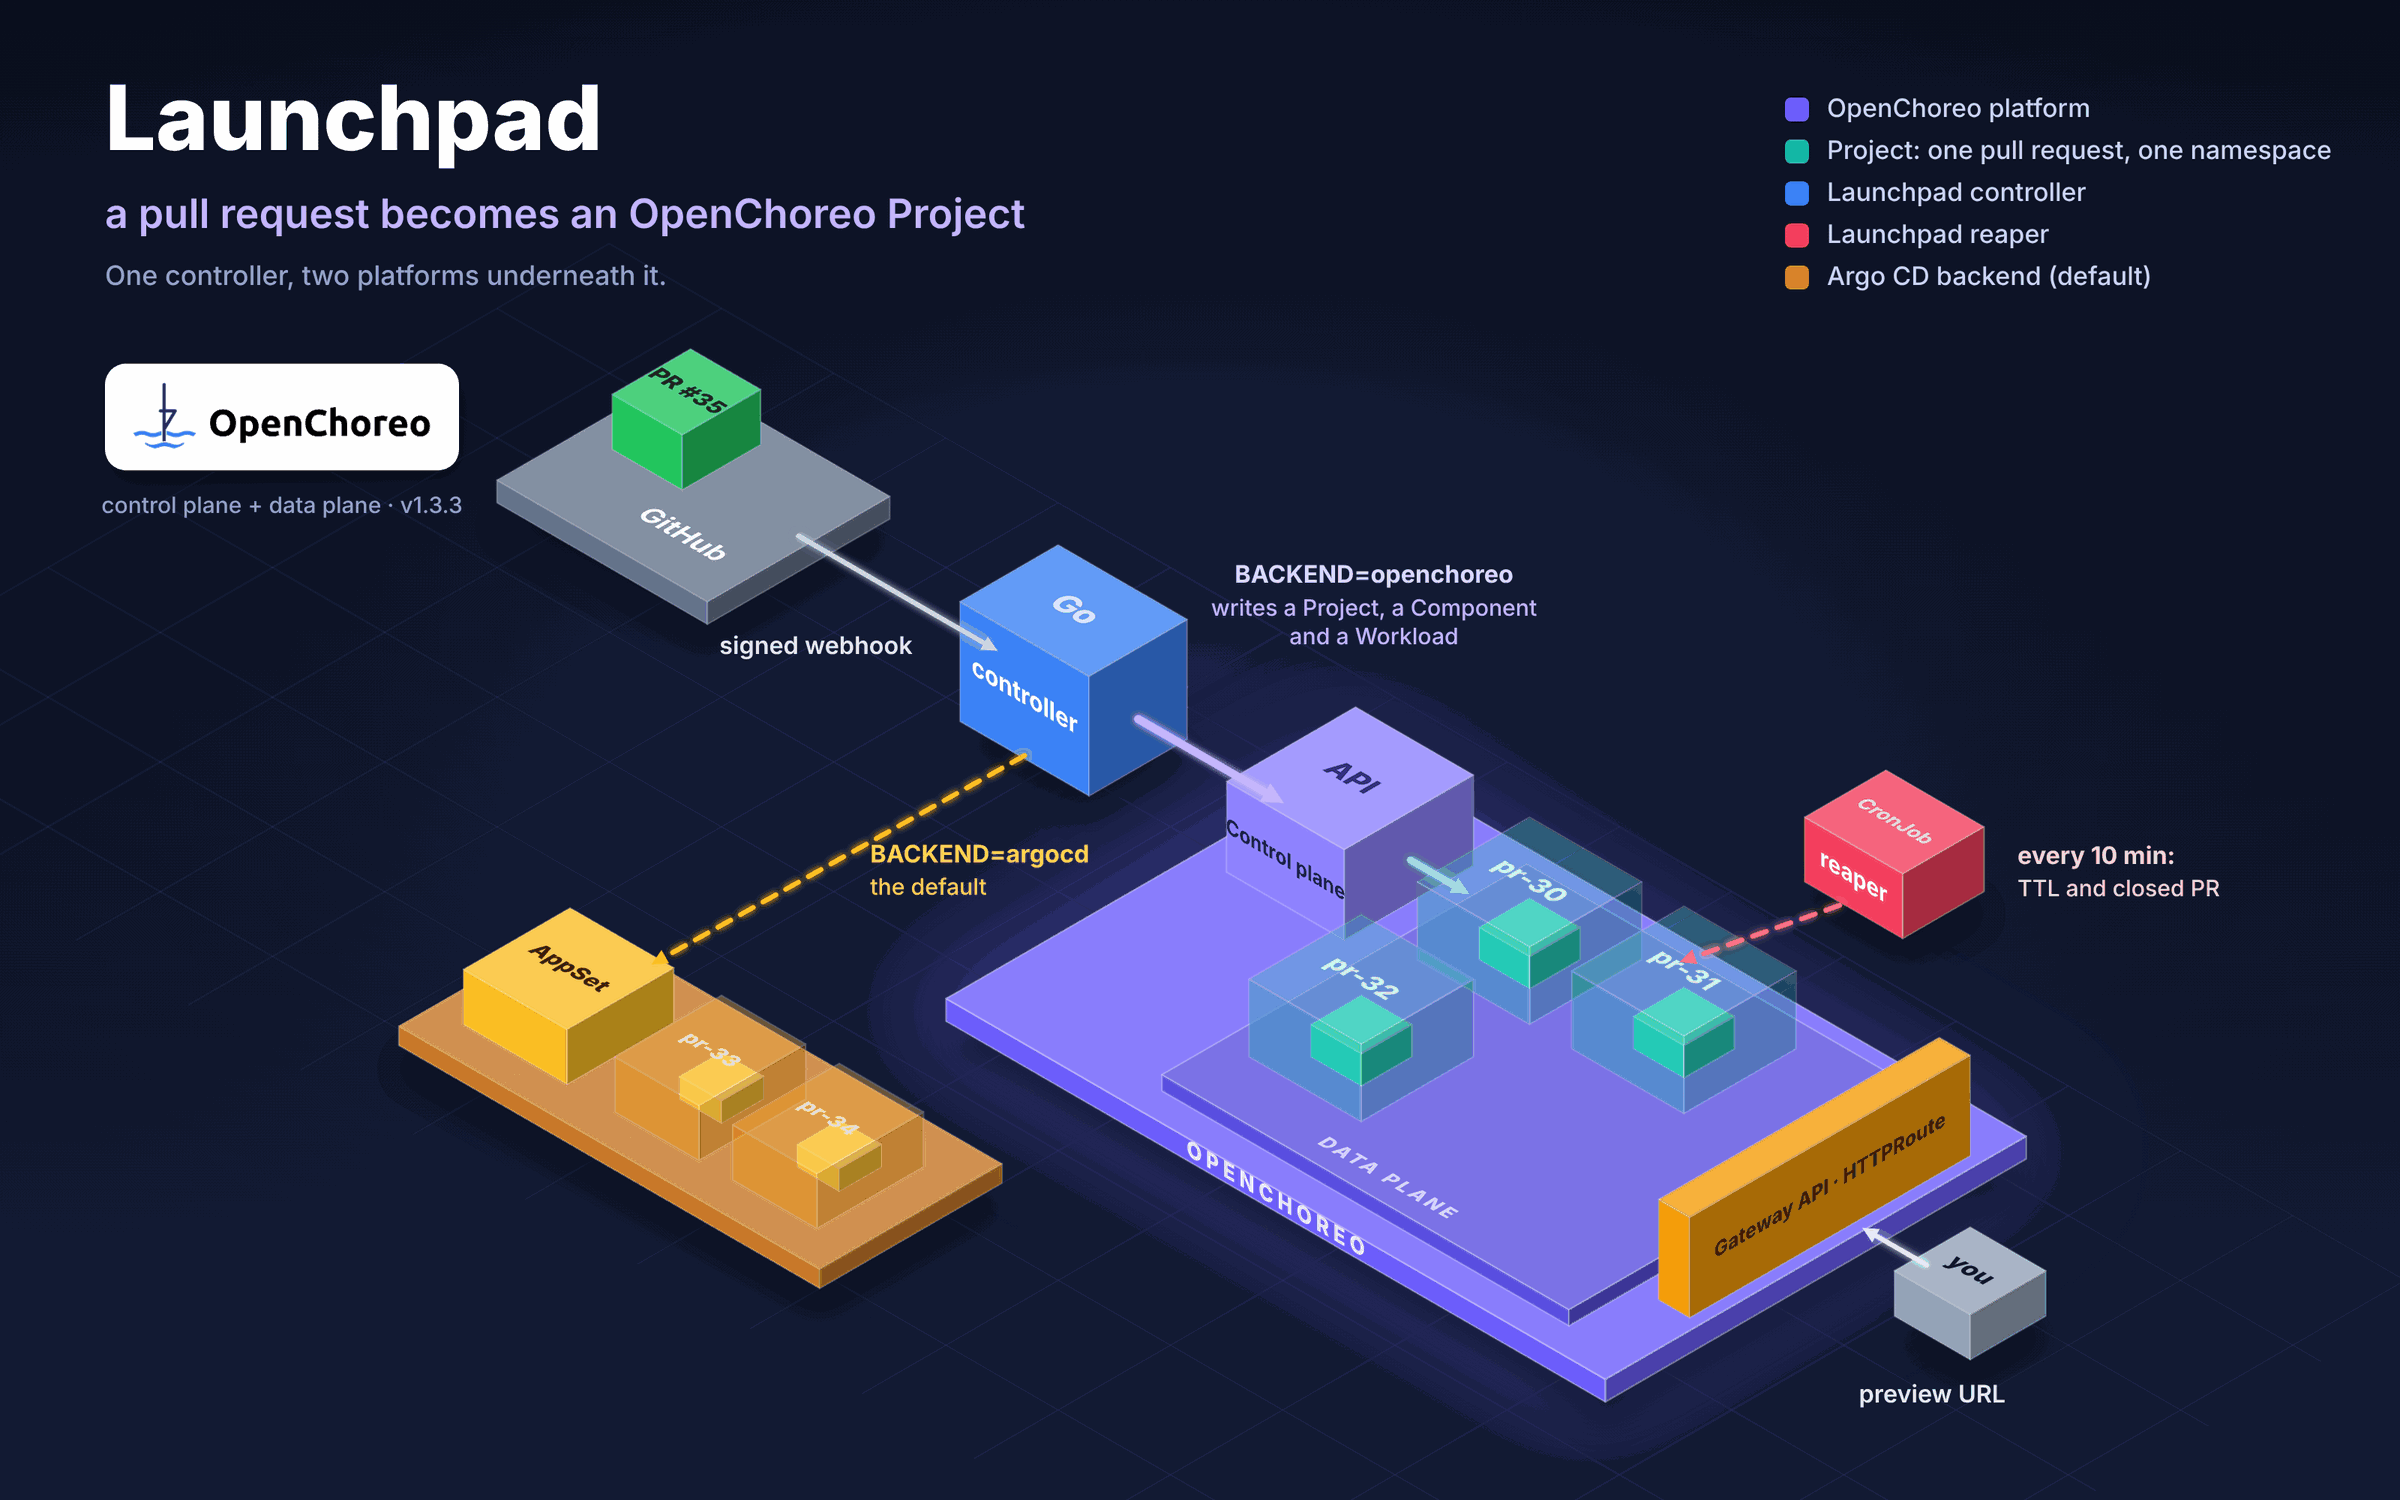 Launchpad
a pull request becomes an OpenChoreo Project
One controller, two platforms underneath it.
OpenChoreo platform
Project: one pull request, one namespace
Launchpad controller
Launchpad reaper
Argo CD backend (default)
OpenChoreo
control plane + data plane · v1.3.3
PR #35
GitHub
signed webhook
Go
controller
BACKEND=openchoreo
writes a Project, a Component
and a Workload
API
Control plane
BACKEND=argocd
the default
AppSet
pr-33
pr-34
pr-30
pr-32
pr-31
CronJob
reaper
every 10 min:
TTL and closed PR
DATA PLANE
OPENCHOREO
Gateway API · HTTPRoute
you
preview URL